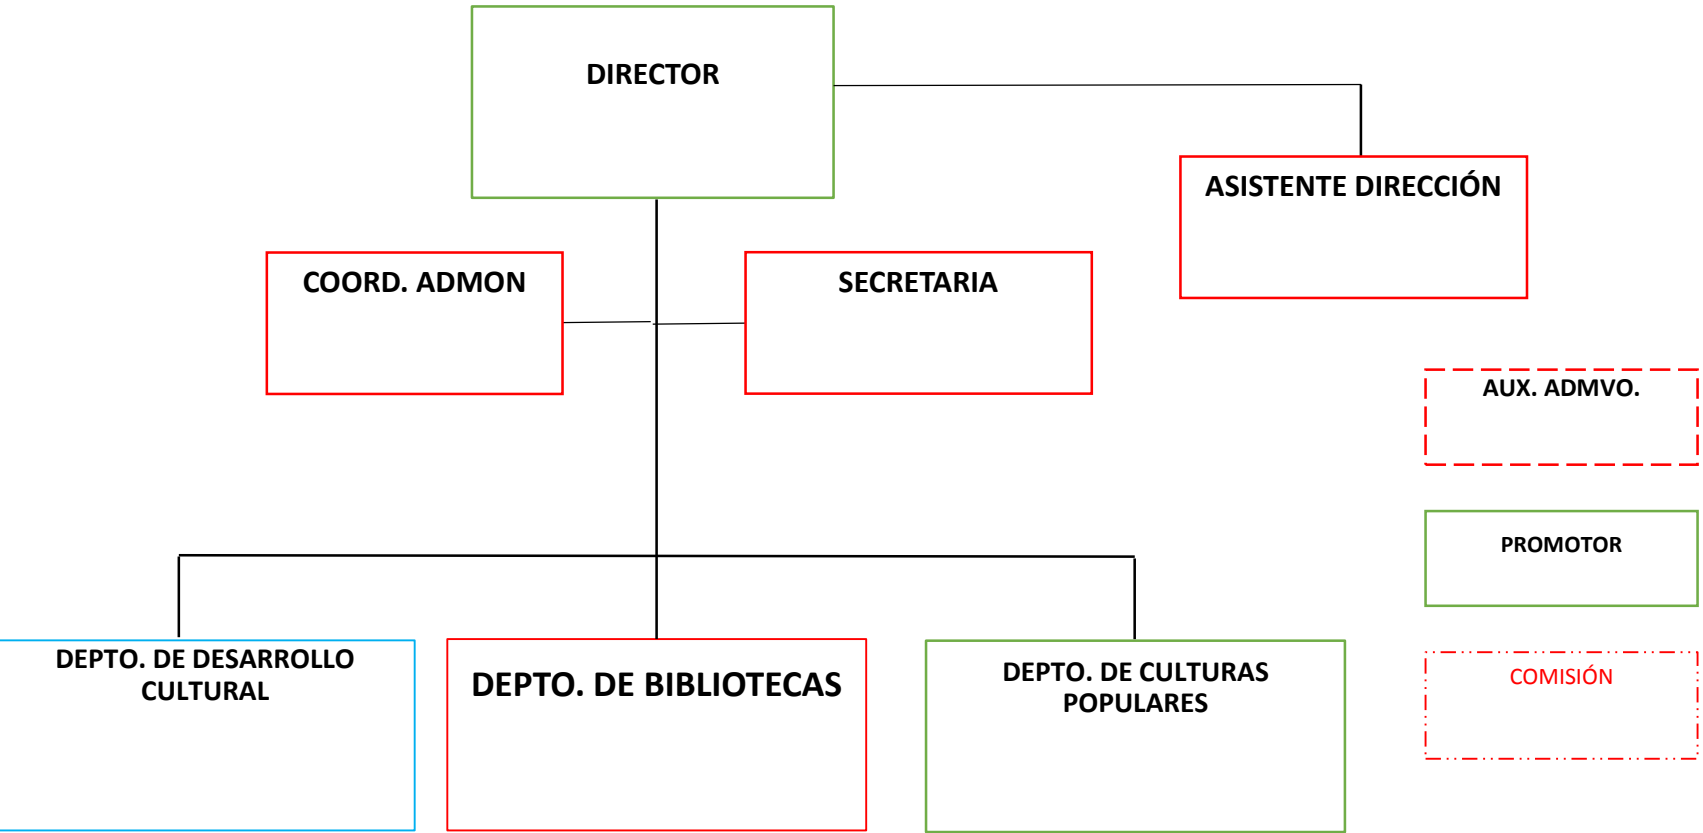 DIRECTOR
ASISTENTE DIRECCIÓN
COORD. ADMON
SECRETARIA
AUX. ADMVO.
PROMOTOR
COMISIÓN
DEPTO. DE DESARROLLO
CULTURAL
DEPTO. DE BIBLIOTECAS
DEPTO. DE CULTURAS
POPULARES